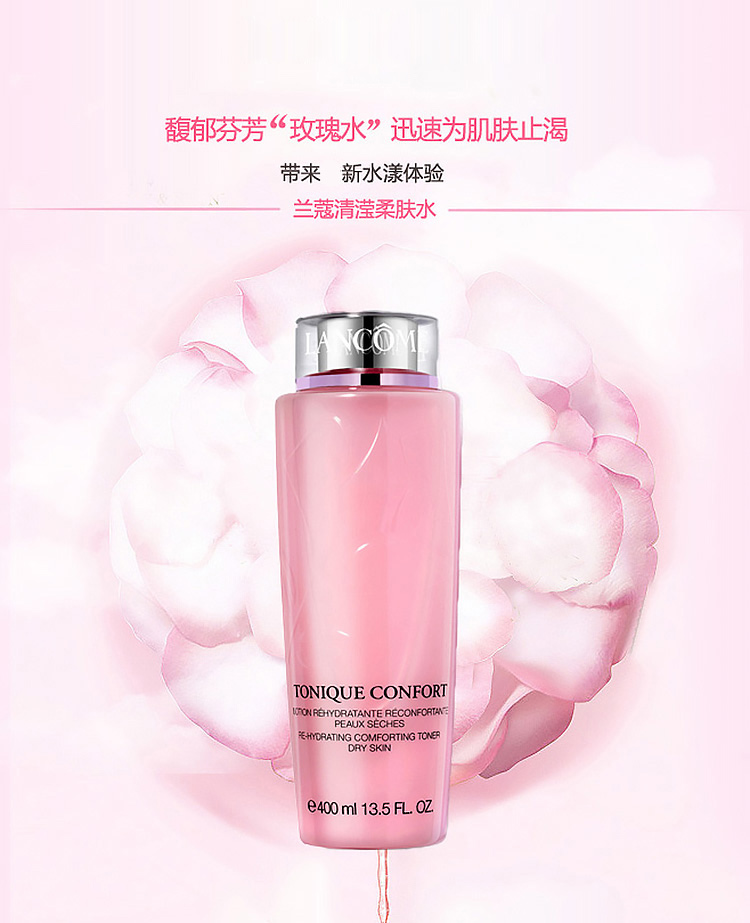 馥郁芬芳“玫瑰水”迅速为肌肤止渴
带来 新水漾体验
兰蔻清滢柔肤水
LANCÔME
TONIQUE CONFORT
LOTION RÉHYDRATANTE RÉCONFORTANTE
PEAUX SÈCHES
RE-HYDRATING COMFORTING TONER
DRY SKIN
e400 ml 13.5 FL. OZ.